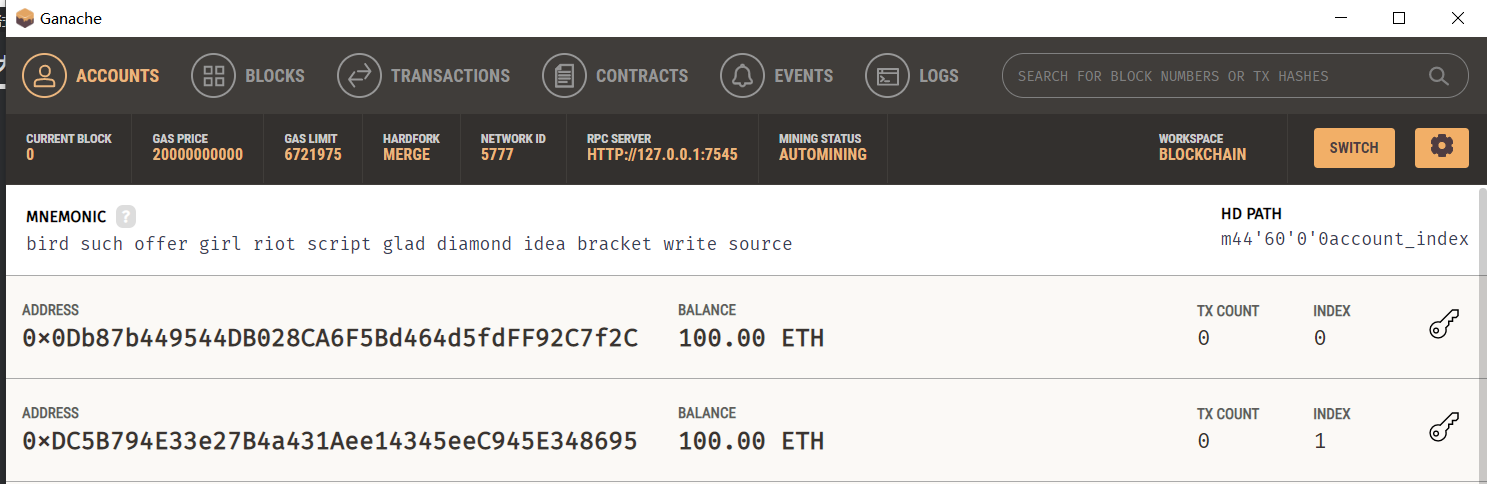 Ganache
ACCOUNTS BLOCKS TRANSACTIONS CONTRACTS EVENTS LOGS SEARCH FOR BLOCK NUMBERS OR TX HASHES
CURRENT BLOCK GAS PRICE GAS LIMIT HARDFORK NETWORK ID RPC SERVER MINING STATUS WORKSPACE
0 20000000000 6721975 MERGE 5777 HTTP://127.0.0.1:7545 AUTOMINING BLOCKCHAIN SWITCH
MNEMONIC ? HD PATH
bird such offer girl riot script glad diamond idea bracket write source m44'60'0'0account_index
ADDRESS BALANCE TX COUNT INDEX
0×0Db87b449544DB028CA6F5Bd464d5fdFF92C7f2C 100.00 ETH 0 0
ADDRESS BALANCE TX COUNT INDEX
0×DC5B794E33e27B4a431Aee14345eeC945E348695 100.00 ETH 0 1